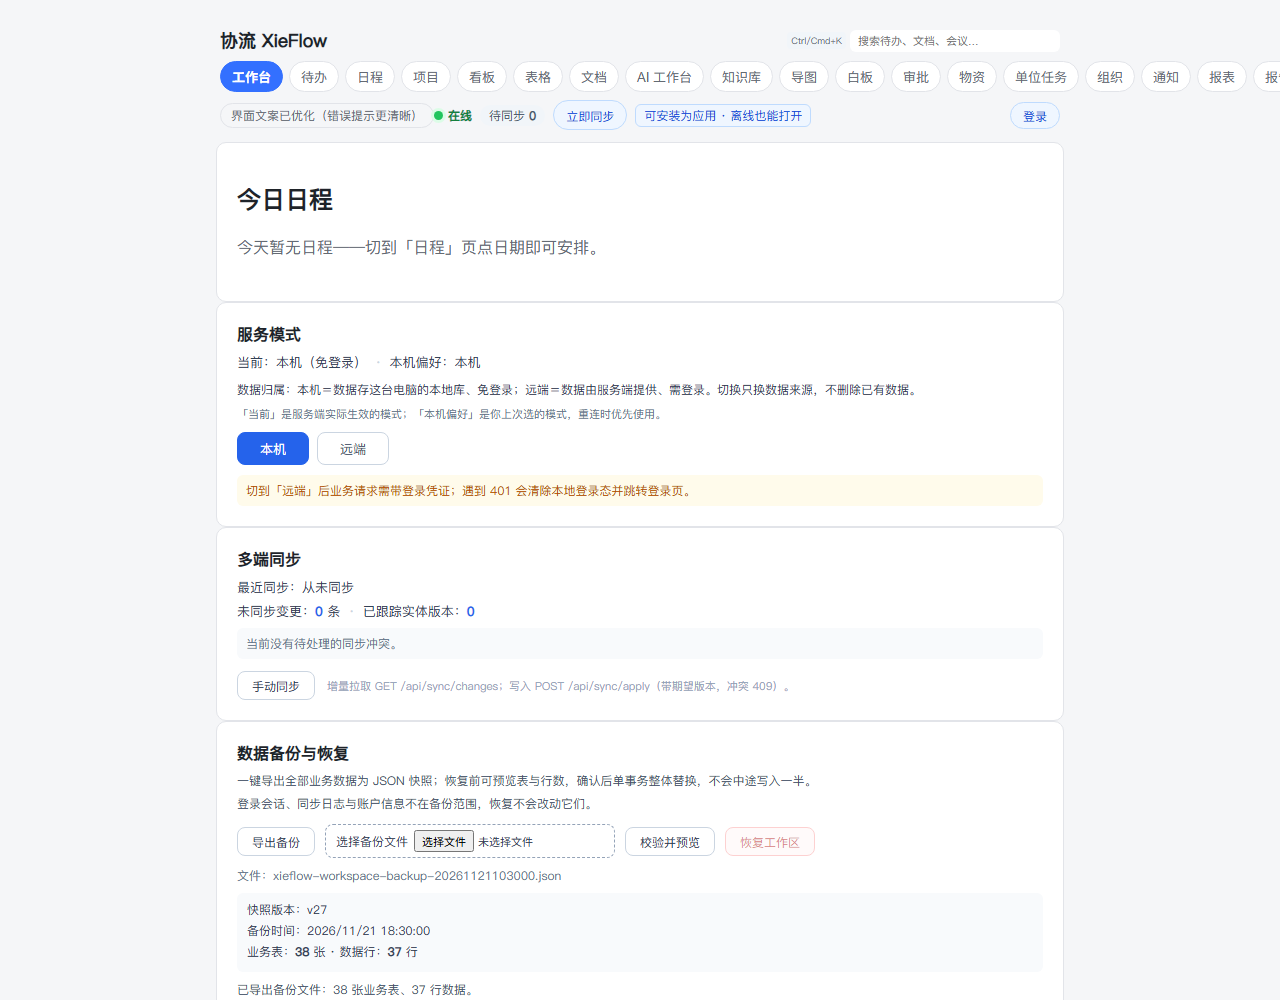 协流 XieFlow
Ctrl/Cmd+K 搜索待办、文档、会议...
工作台 待办 日程 项目 看板 表格 文档 AI 工作台 知识库 导图 白板 审批 物资 单位任务 组织 通知 报表
界面文案已优化（错误提示更清晰） 在线 待同步 0 立即同步 可安装为应用 · 离线也能打开 登录
今日日程
今天暂无日程——切到「日程」页点日期即可安排。
服务模式
当前：本机（免登录） · 本机偏好：本机
数据归属：本机＝数据存这台电脑的本地库、免登录；远端＝数据由服务端提供、需登录。切换只换数据来源，不删除已有数据。
「当前」是服务端实际生效的模式；「本机偏好」是你上次选的模式，重连时优先使用。
本机 远端
切到「远端」后业务请求需带登录凭证；遇到 401 会清除本地登录态并跳转登录页。
多端同步
最近同步：从未同步
未同步变更：0 条 · 已跟踪实体版本：0
当前没有待处理的同步冲突。
手动同步 增量拉取 GET /api/sync/changes；写入 POST /api/sync/apply（带期望版本，冲突 409）。
数据备份与恢复
一键导出全部业务数据为 JSON 快照；恢复前可预览表与行数，确认后单事务整体替换，不会中途写入一半。
登录会话、同步日志与账户信息不在备份范围，恢复不会改动它们。
导出备份 选择备份文件 选择文件 未选择文件 校验并预览 恢复工作区
文件：xieflow-workspace-backup-20261121103000.json
快照版本：v27
备份时间：2026/11/21 18:30:00
业务表：38 张 · 数据行：37 行
已导出备份文件：38 张业务表、37 行数据。